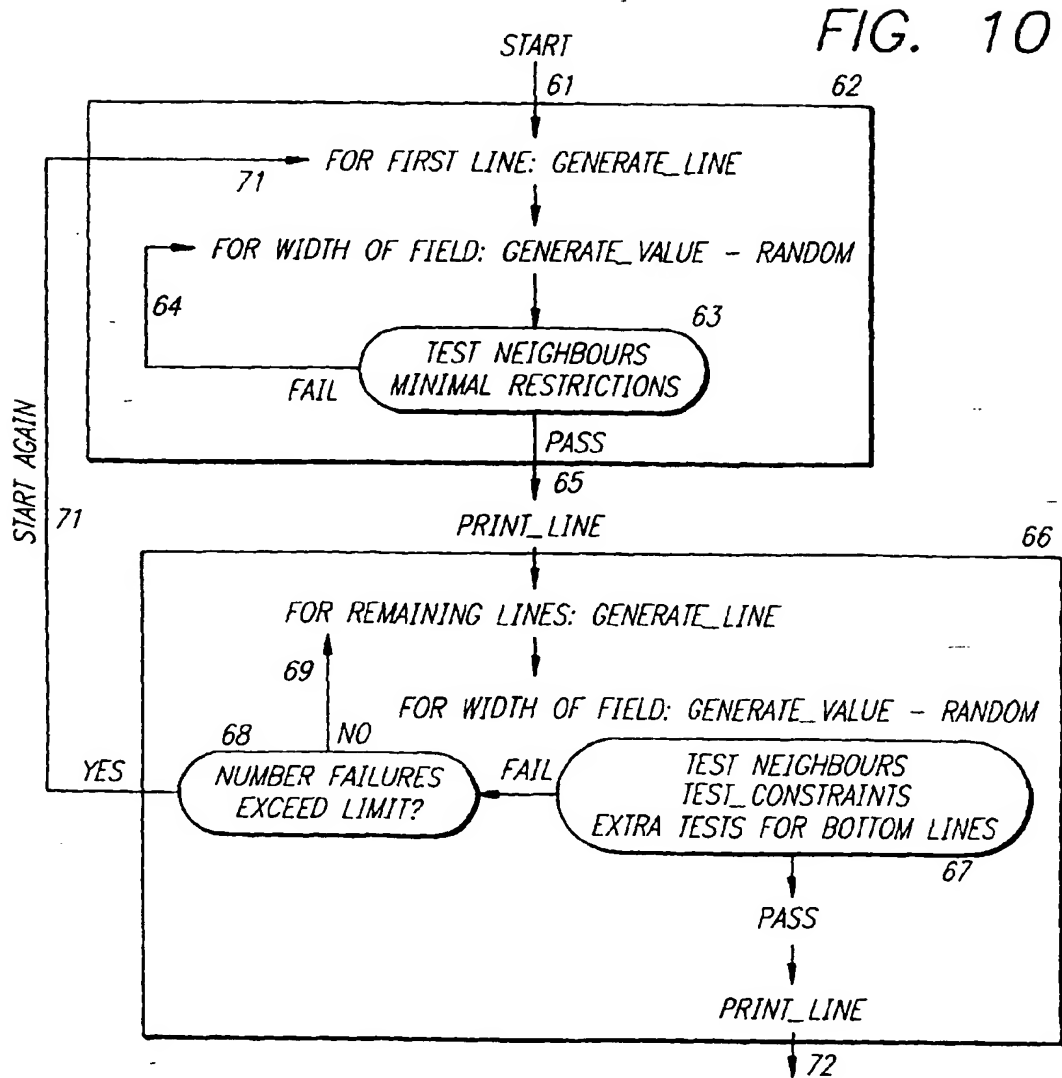 FIG. 10
START
61
62
71
FOR FIRST LINE: GENERATE_LINE
FOR WIDTH OF FIELD: GENERATE_VALUE - RANDOM
64
63
TEST NEIGHBOURS
MINIMAL RESTRICTIONS
FAIL
PASS
65
START AGAIN
71
PRINT_LINE
66
FOR REMAINING LINES: GENERATE_LINE
69
FOR WIDTH OF FIELD: GENERATE_VALUE - RANDOM
68
NO
YES
NUMBER FAILURES
EXCEED LIMIT?
FAIL
TEST NEIGHBOURS
TEST_CONSTRAINTS
EXTRA TESTS FOR BOTTOM LINES
67
PASS
PRINT_LINE
72